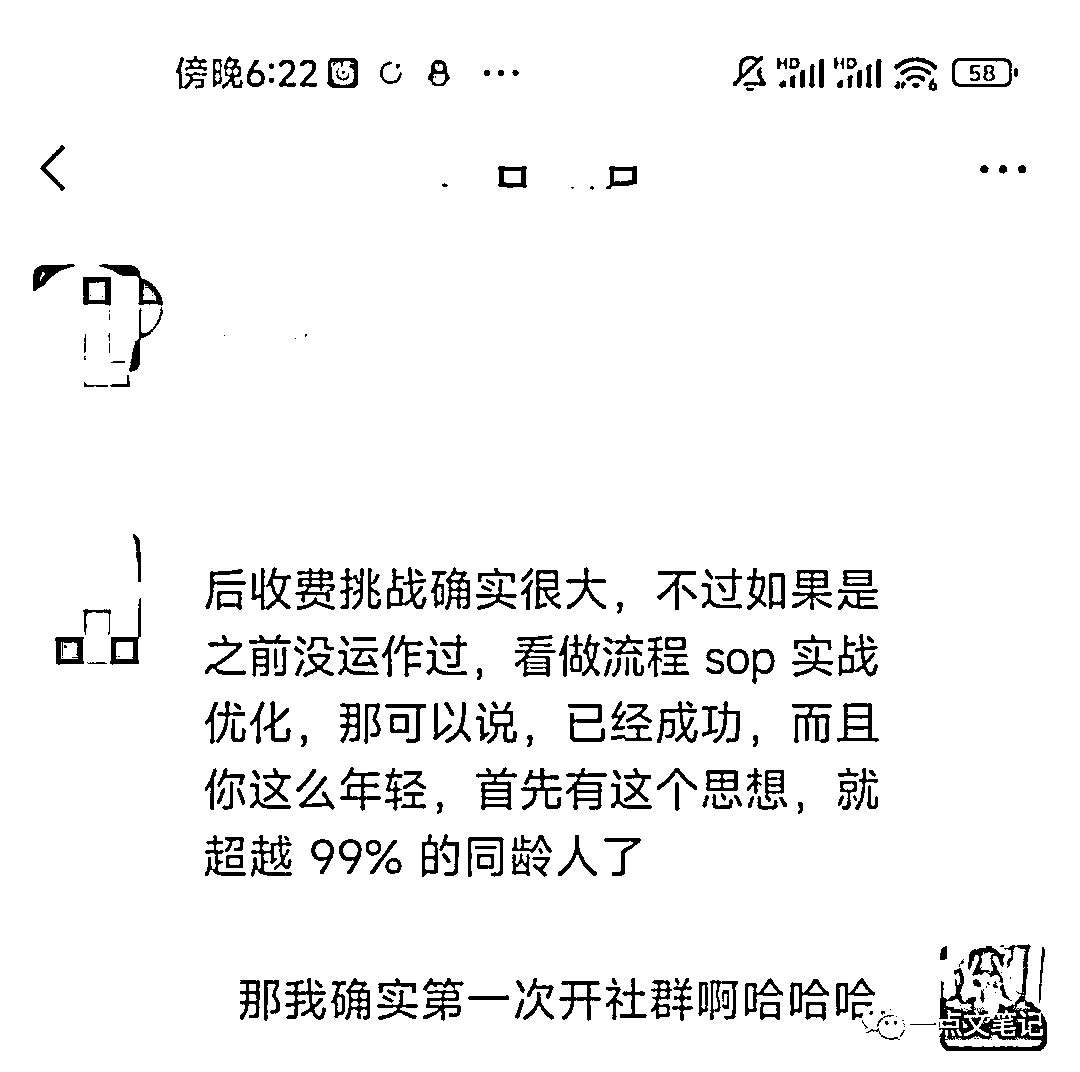 傍晚6:22
HD HD 6 58
后收费挑战确实很大，不过如果是
之前没运作过，看做流程 sop 实战
优化，那可以说，已经成功，而且
你这么年轻，首先有这个思想，就
超越 99% 的同龄人了
那我确实第一次开社群啊哈哈哈
一点文笔记